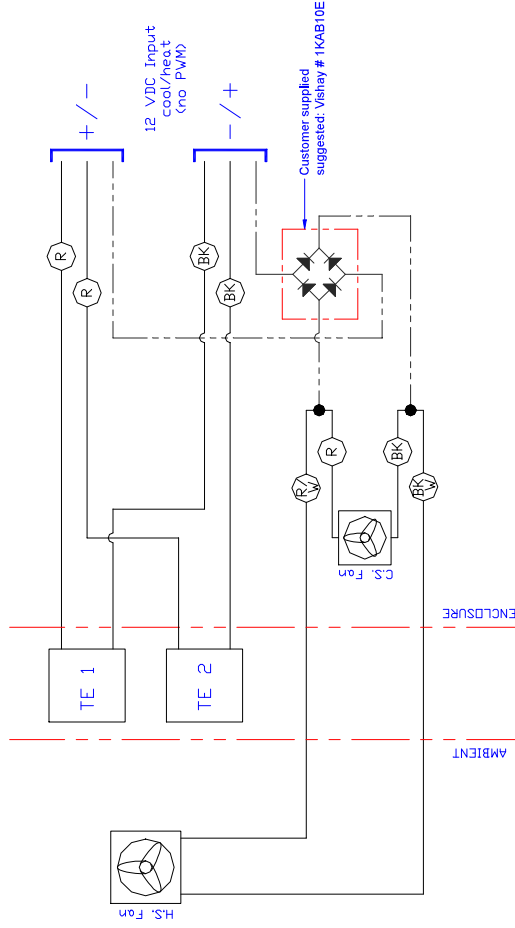 +/-
12 VDC Input
cool/heat
(no PWM)
-/+
Customer supplied
suggested: Vishay # 1KAB10E
R
R
BK
BK
R/W
R
BK
BK/W
C.S. Fan
ENCLOSURE
TE 1
TE 2
AMBIENT
H.S. Fan